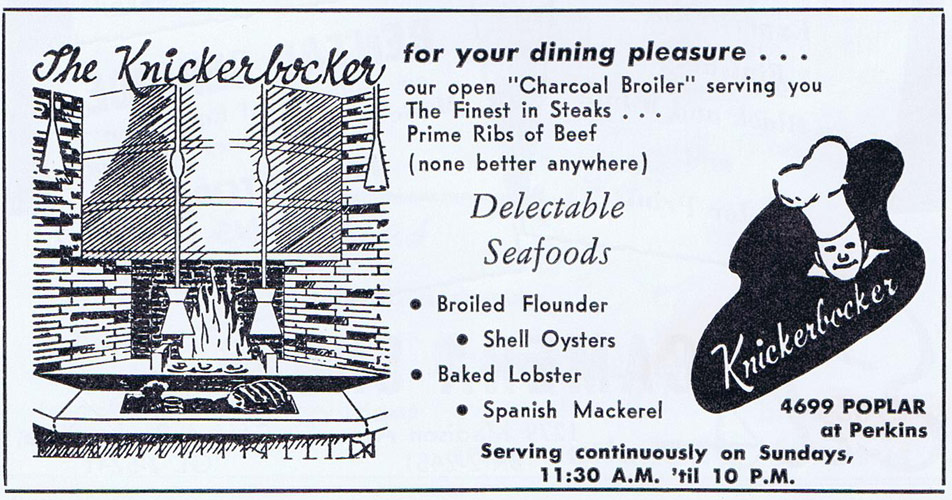 The Knickerbocker
for your dining pleasure . . .
our open "Charcoal Broiler" serving you
The Finest in Steaks . . .
Prime Ribs of Beef
(none better anywhere)
Delectable
Seafoods
• Broiled Flounder
• Shell Oysters
• Baked Lobster
• Spanish Mackerel
Knickerbocker
4699 POPLAR
at Perkins
Serving continuously on Sundays,
11:30 A.M. 'til 10 P.M.